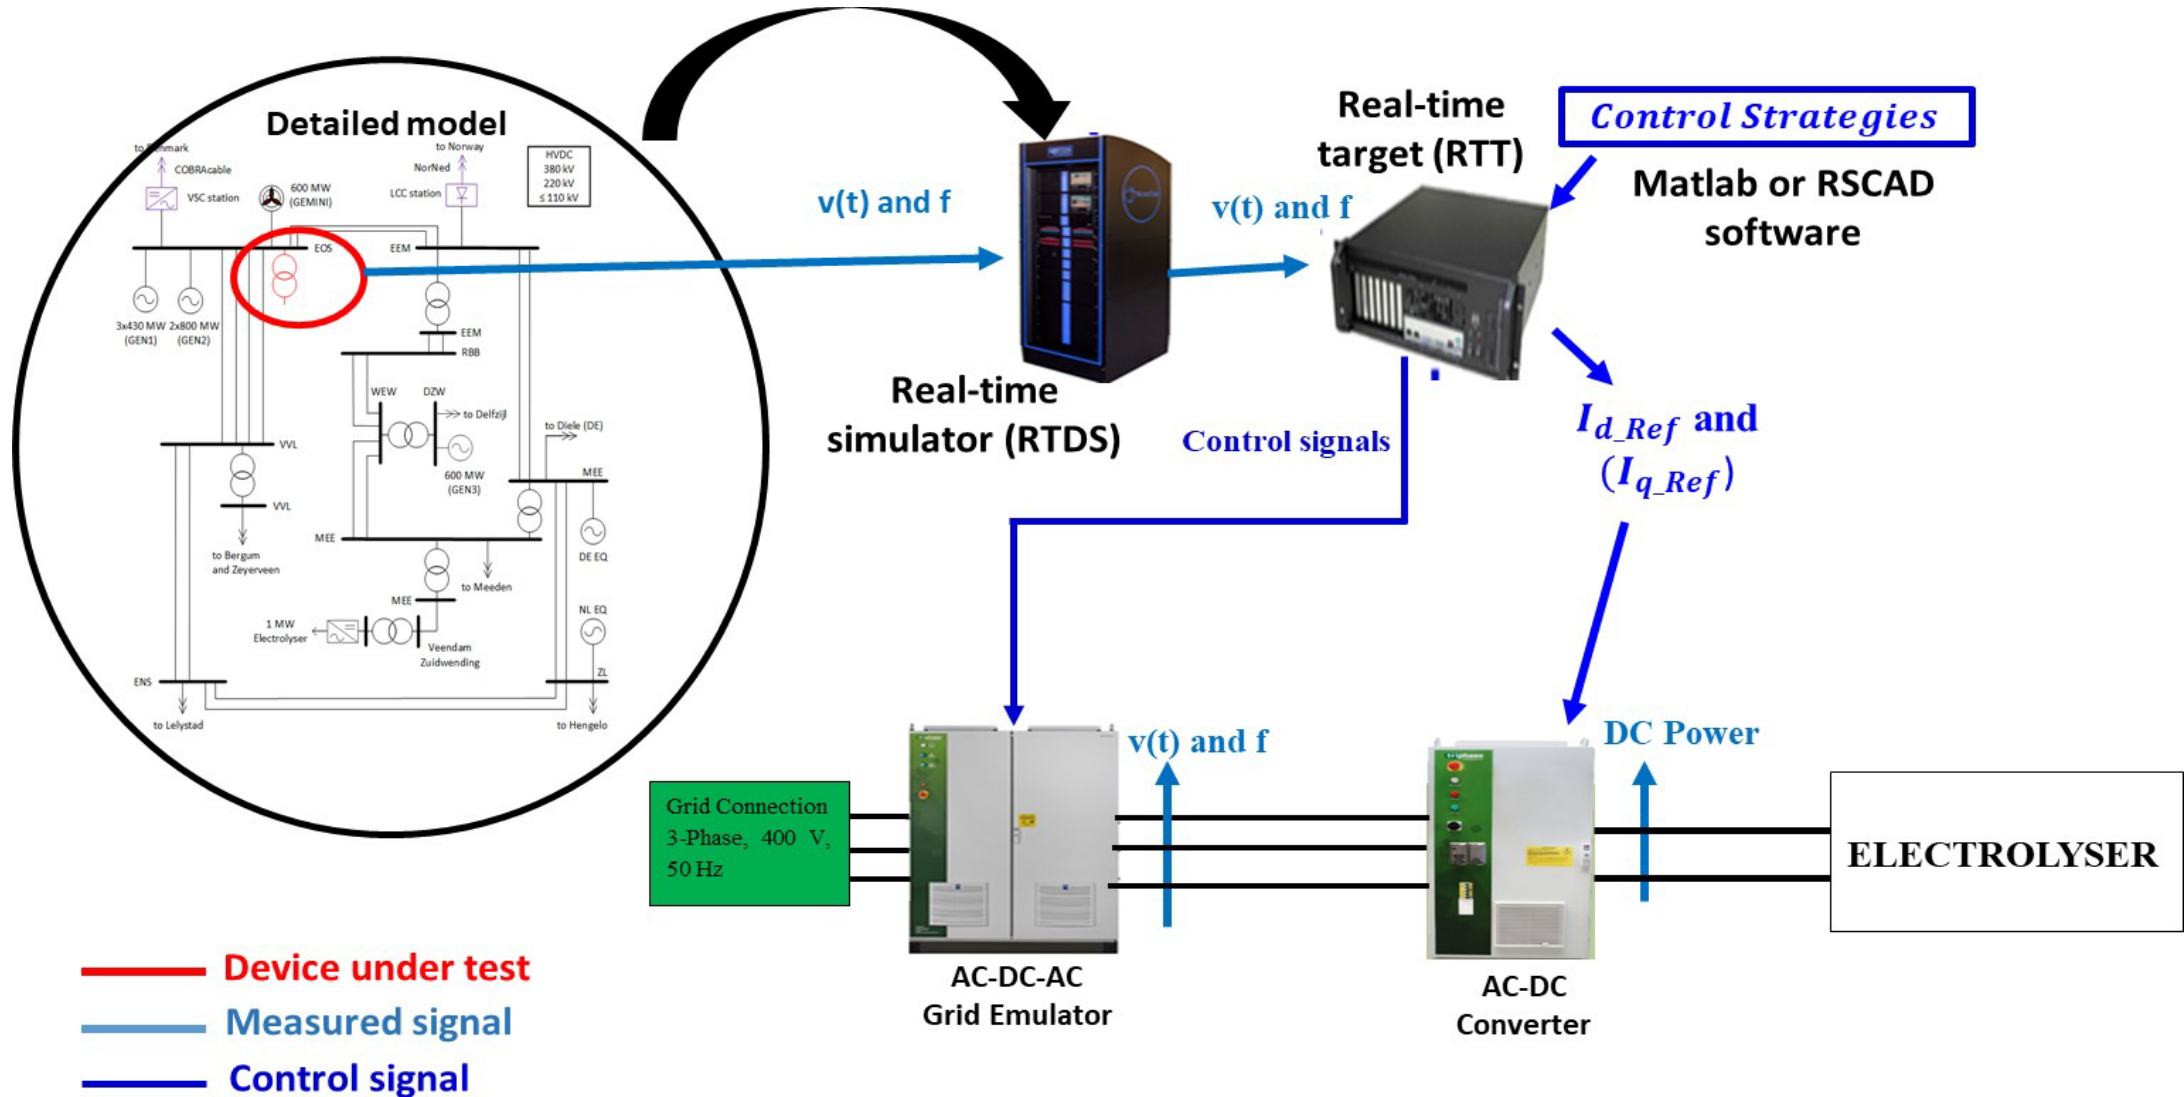 Detailed model
to Denmark
COBRAcable
VSC station
600 MW
(GEMINI)
to Norway
NorNed
LCC station
HVDC
380 kV
220 kV
≤ 110 kV
EOS
EEM
3x430 MW
(GEN1)
2x800 MW
(GEN2)
EEM
RBB
WEW
DZW
to Delfzijl
600 MW
(GEN3)
to Diele (DE)
VVL
MEE
VVL
to Bergum
and Zeyerveen
MEE
DE EQ
to Meeden
MEE
NL EQ
1 MW
Electrolyser
Veendam
Zuidwending
ENS
ZL
to Lelystad
to Hengelo
v(t) and f
Real-time
simulator (RTDS)
v(t) and f
Real-time
target (RTT)
Control Strategies
Matlab or RSCAD
software
Control signals
I_d_Ref and
(I_q_Ref)
Grid Connection
3-Phase, 400 V,
50 Hz
v(t) and f
AC-DC-AC
Grid Emulator
triphase
AC-DC
Converter
DC Power
ELECTROLYSER
Device under test
Measured signal
Control signal